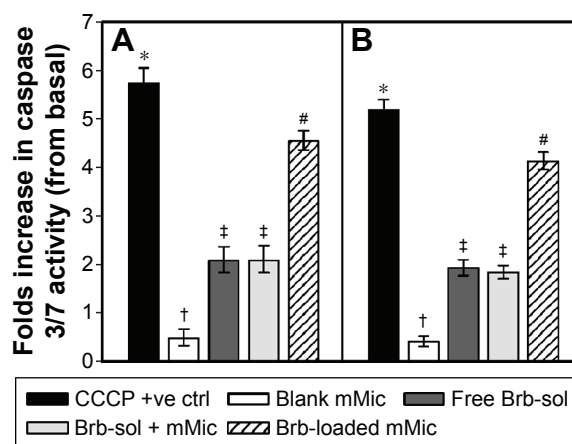 Folds increase in caspase
3/7 activity (from basal)
7
6
5
4
3
2
1
0
A
*
†
‡
‡
#
B
*
†
‡
‡
#
CCCP +ve ctrl
Blank mMic
Free Brb-sol
Brb-sol + mMic
Brb-loaded mMic